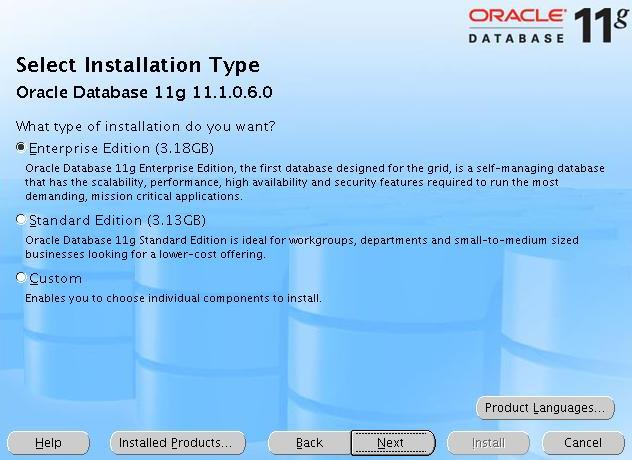 ORACLE
DATABASE 11g
Select Installation Type
Oracle Database 11g 11.1.0.6.0
What type of installation do you want?
Enterprise Edition (3.18GB)
Oracle Database 11g Enterprise Edition, the first database designed for the grid, is a self-managing database
that has the scalability, performance, high availability and security features required to run the most
demanding, mission critical applications.
Standard Edition (3.13GB)
Oracle Database 11g Standard Edition is ideal for workgroups, departments and small-to-medium sized
businesses looking for a lower-cost offering.
Custom
Enables you to choose individual components to install.
Product Languages...
Help Installed Products... Back Next Install Cancel